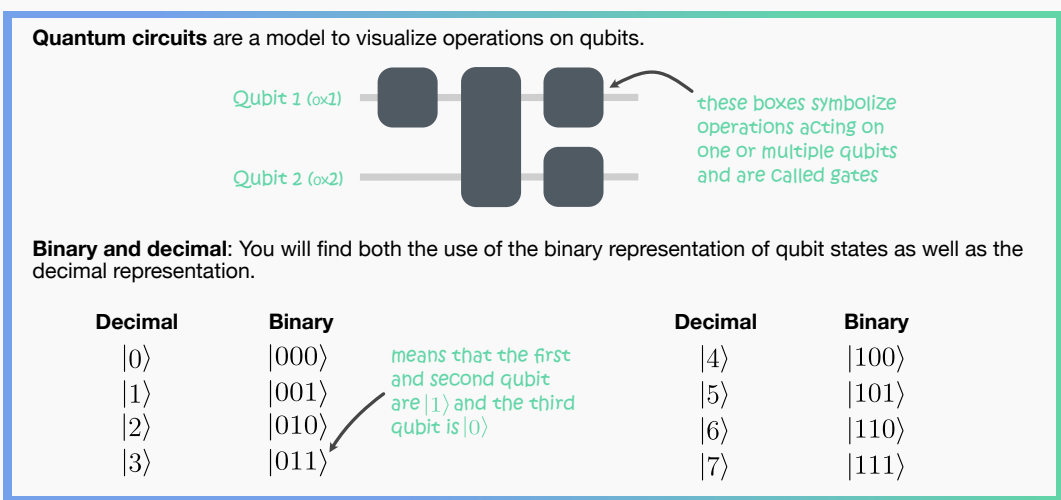 Quantum circuits are a model to visualize operations on qubits.
Qubit 1 (0x1)
these boxes symbolize
operations acting on
one or multiple qubits
and are called gates
Qubit 2 (0x2)
Binary and decimal: You will find both the use of the binary representation of qubit states as well as the
decimal representation.
Decimal Binary
|0⟩ |000⟩
|1⟩ |001⟩
|2⟩ |010⟩
|3⟩ |011⟩
means that the first
and second qubit
are |1⟩ and the third
qubit is |0⟩
Decimal Binary
|4⟩ |100⟩
|5⟩ |101⟩
|6⟩ |110⟩
|7⟩ |111⟩